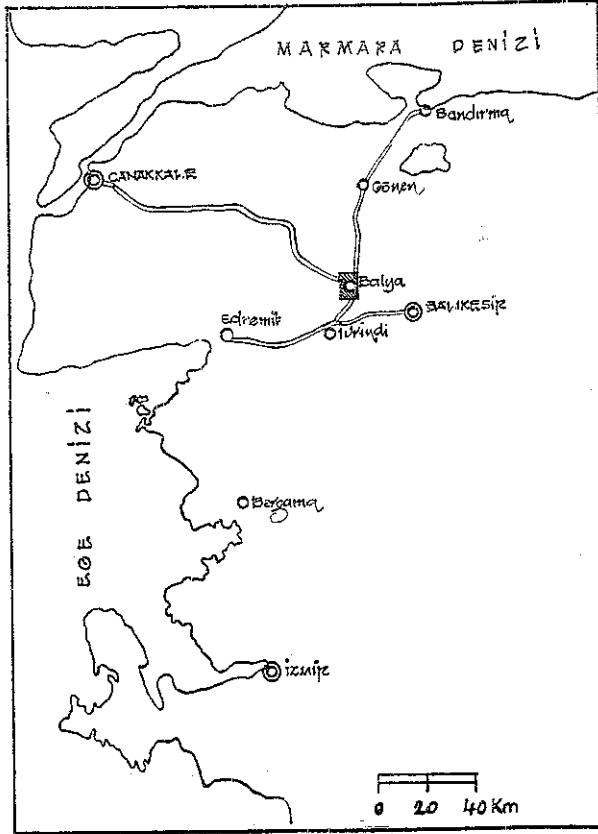 MARMARA DENİZİ
Bandırma
ÇANAKKALE
Gönen
Balya
BALIKESİR
Edremit
İvrindi
EGE DENİZİ
Bergama
İzmir
0 20 40 Km